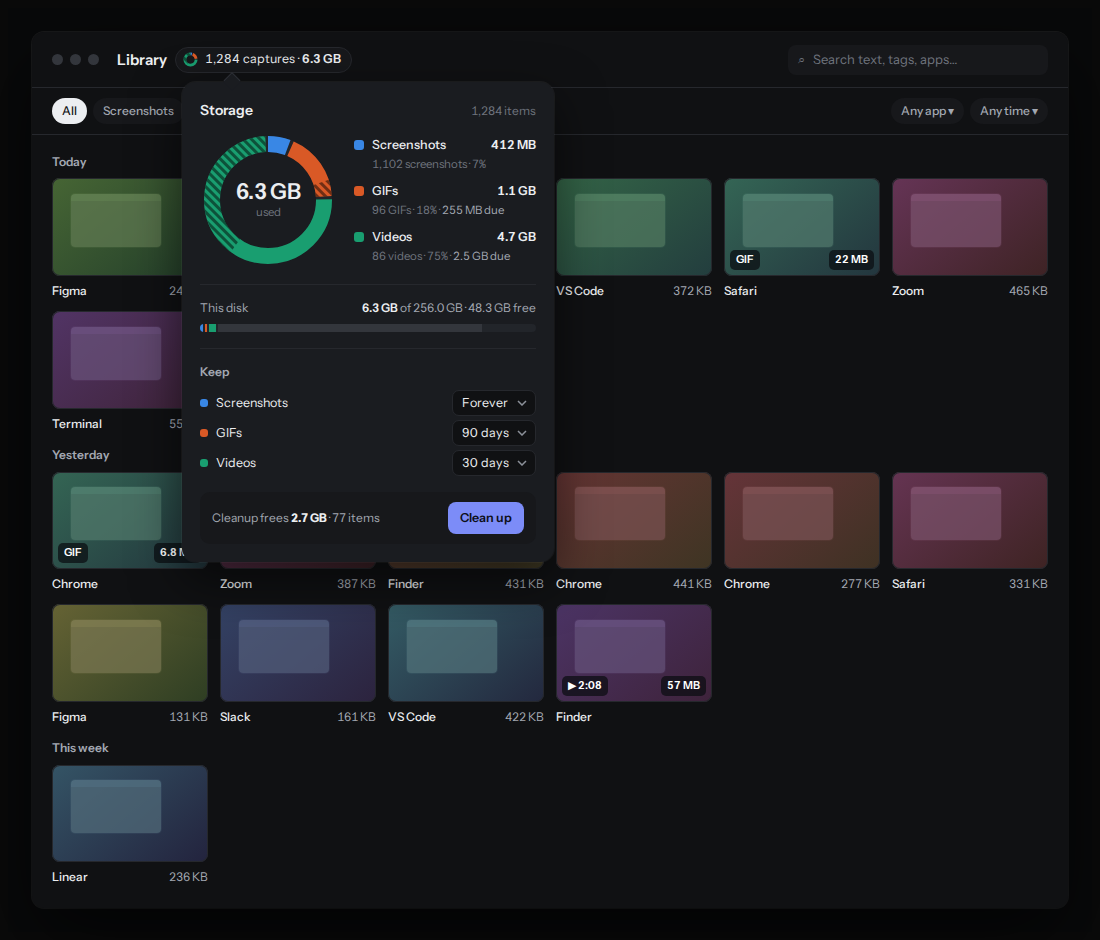 Library
1,284 captures · 6.3 GB
Search text, tags, apps...
All
Screenshots
Any app ▾
Any time ▾
Storage
1,284 items
6.3 GB
used
Screenshots 412 MB
1,102 screenshots · 7%
GIFs 1.1 GB
96 GIFs · 18% · 255 MB due
Videos 4.7 GB
86 videos · 75% · 2.5 GB due
This disk 6.3 GB of 256.0 GB · 48.3 GB free
Keep
Screenshots Forever
GIFs 90 days
Videos 30 days
Cleanup frees 2.7 GB · 77 items
Clean up
Today
GIF 22 MB
Figma 24
VS Code 372 KB
Safari
Zoom 465 KB
Terminal 55
Yesterday
GIF 6.8
Chrome
Zoom 387 KB
Finder 431 KB
Chrome 441 KB
Chrome 277 KB
Safari 331 KB
▶ 2:08 57 MB
Figma 131 KB
Slack 161 KB
VS Code 422 KB
Finder
This week
Linear 236 KB